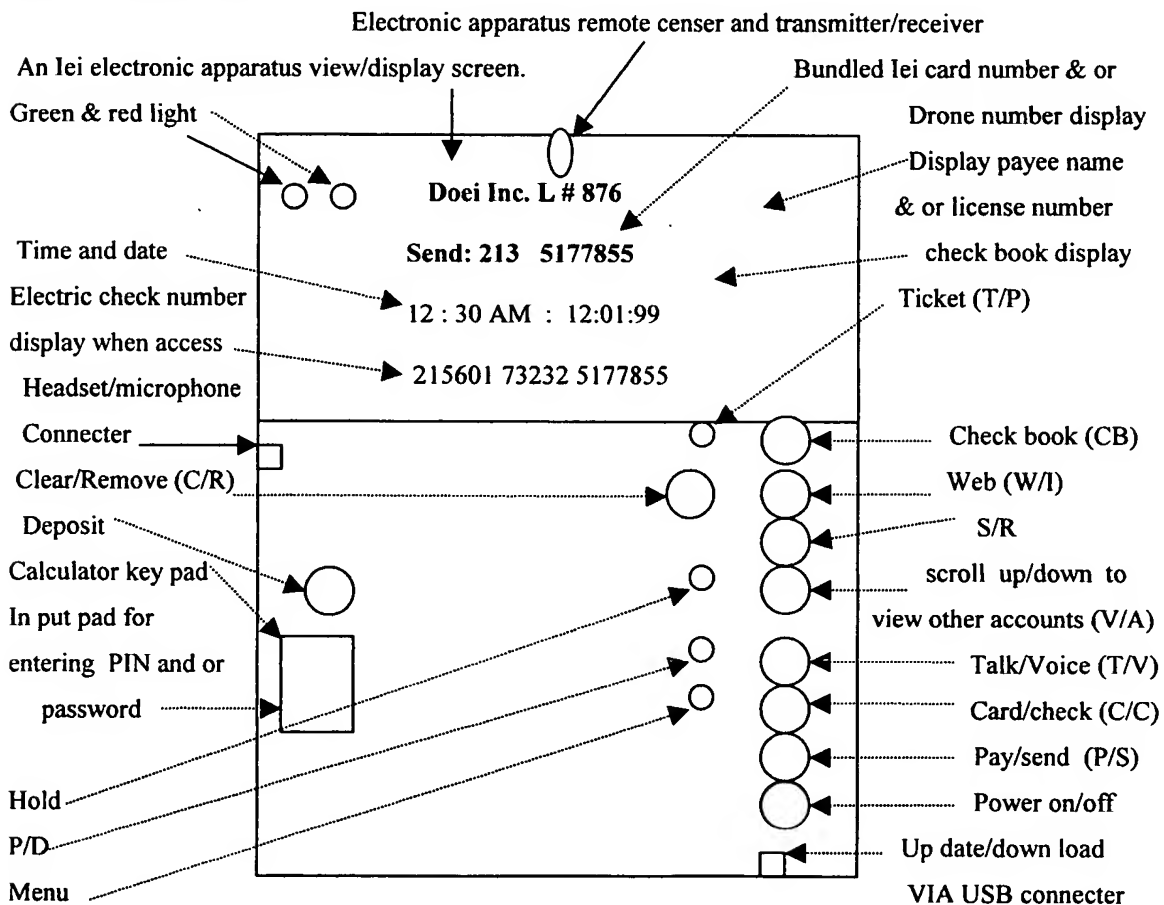 Electronic apparatus remote censer and transmitter/receiver
An Iei electronic apparatus view/display screen.
Green & red light
Bundled Iei card number & or
Drone number display
Display payee name
& or license number
check book display
Ticket (T/P)
Doei Inc. L # 876
Send: 213 5177855
12 : 30 AM : 12:01:99
215601 73232 5177855
Time and date
Electric check number
display when access
Headset/microphone
Connecter
Clear/Remove (C/R)
Deposit
Calculator key pad
In put pad for
entering PIN and or
password
Hold
P/D
Menu
Check book (CB)
Web (W/I)
S/R
scroll up/down to
view other accounts (V/A)
Talk/Voice (T/V)
Card/check (C/C)
Pay/send (P/S)
Power on/off
Up date/down load
VIA USB connecter